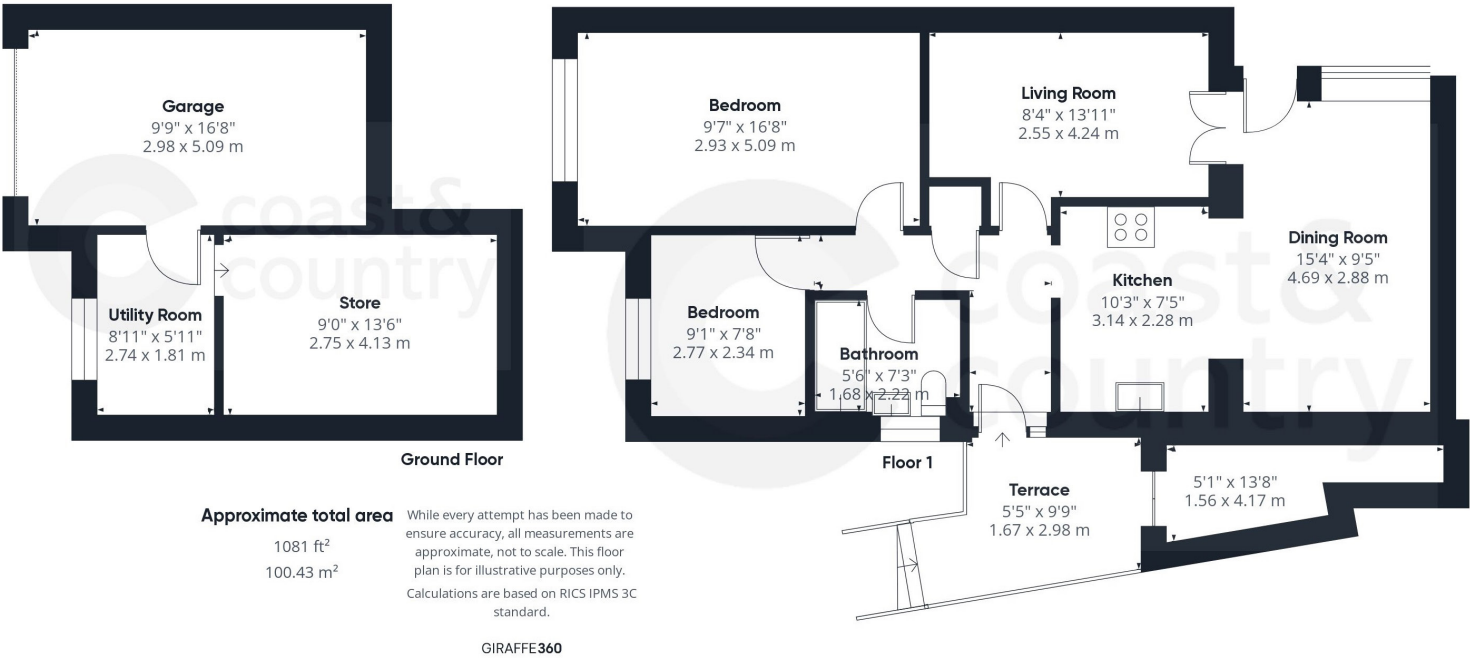 Garage
9'9" x 16'8"
2.98 x 5.09 m
Utility Room
8'11" x 5'11"
2.74 x 1.81 m
Store
9'0" x 13'6"
2.75 x 4.13 m
coast &
country
Ground Floor
Bedroom
9'7" x 16'8"
2.93 x 5.09 m
Living Room
8'4" x 13'11"
2.55 x 4.24 m
Dining Room
15'4" x 9'5"
4.69 x 2.88 m
Kitchen
10'3" x 7'5"
3.14 x 2.28 m
Bedroom
9'1" x 7'8"
2.77 x 2.34 m
Bathroom
5'6" x 7'3"
1.68 x 2.22 m
coast &
country
Floor 1
Terrace
5'5" x 9'9"
1.67 x 2.98 m
5'1" x 13'8"
1.56 x 4.17 m
Approximate total area
1081 ft²
100.43 m²
While every attempt has been made to
ensure accuracy, all measurements are
approximate, not to scale. This floor
plan is for illustrative purposes only.
Calculations are based on RICS IPMS 3C
standard.
GIRAFFE360